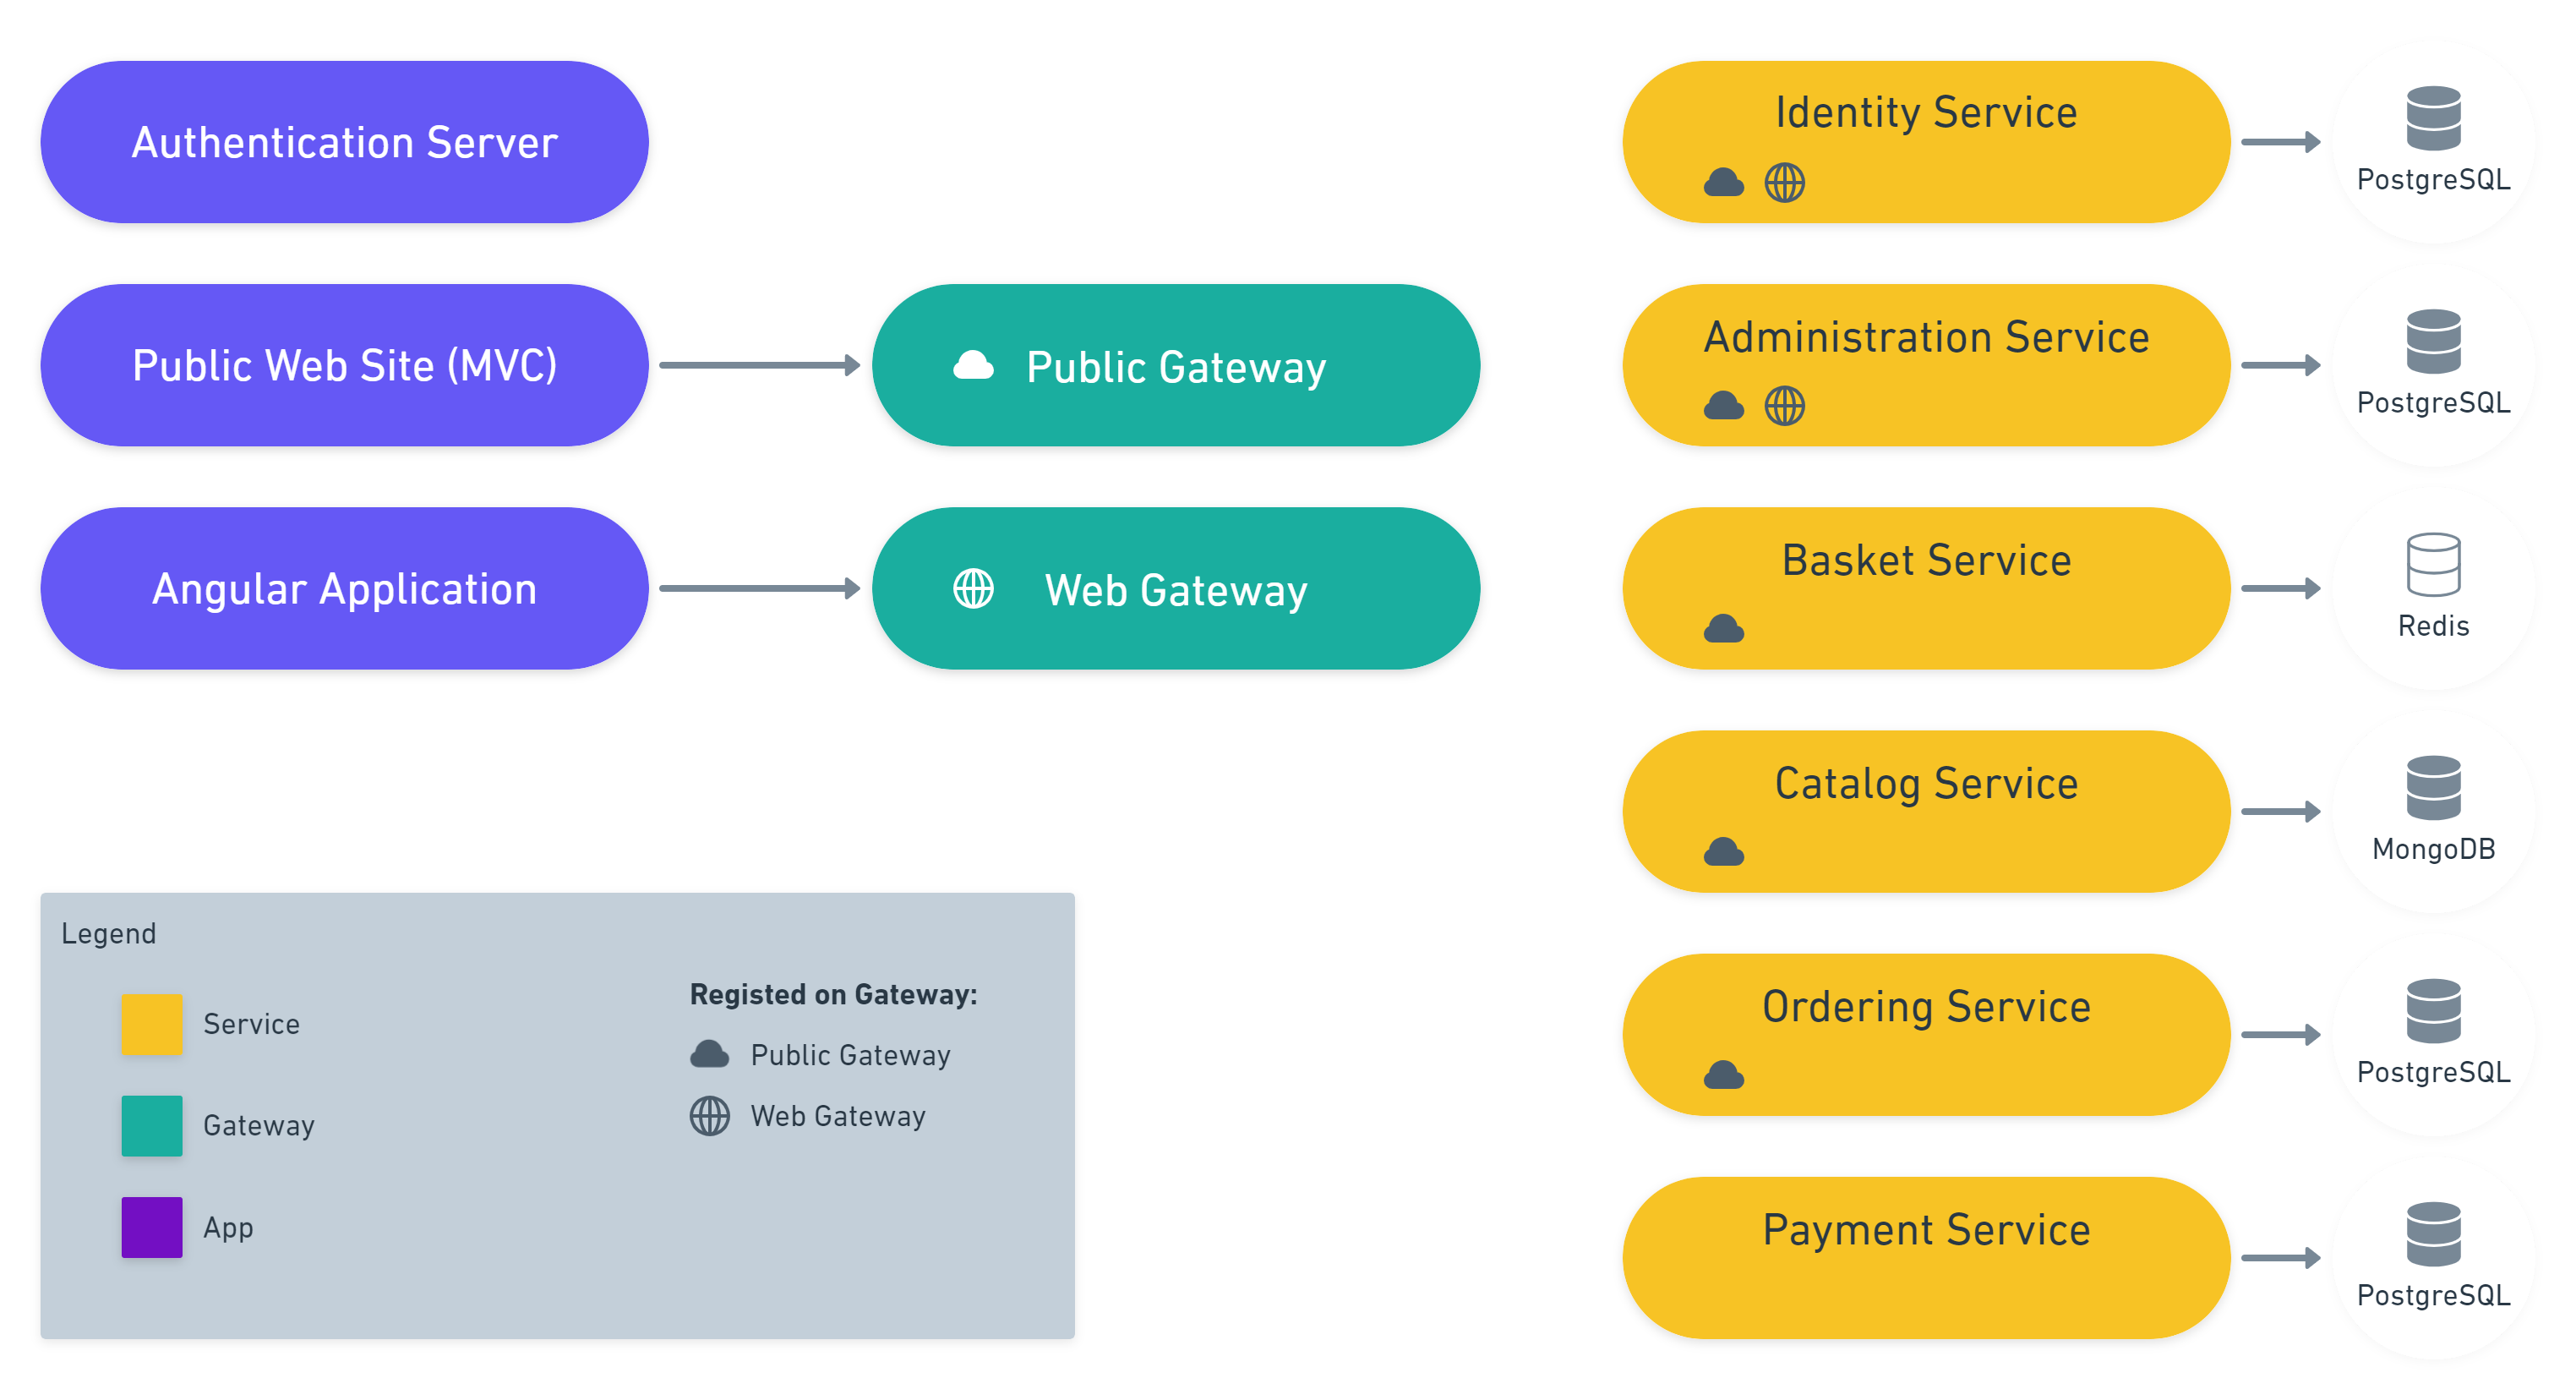 Authentication Server
Public Web Site (MVC)
Angular Application
Public Gateway
Web Gateway
Identity Service
PostgreSQL
Administration Service
PostgreSQL
Basket Service
Redis
Catalog Service
MongoDB
Ordering Service
PostgreSQL
Payment Service
PostgreSQL
Legend
Service
Gateway
App
Registed on Gateway:
Public Gateway
Web Gateway